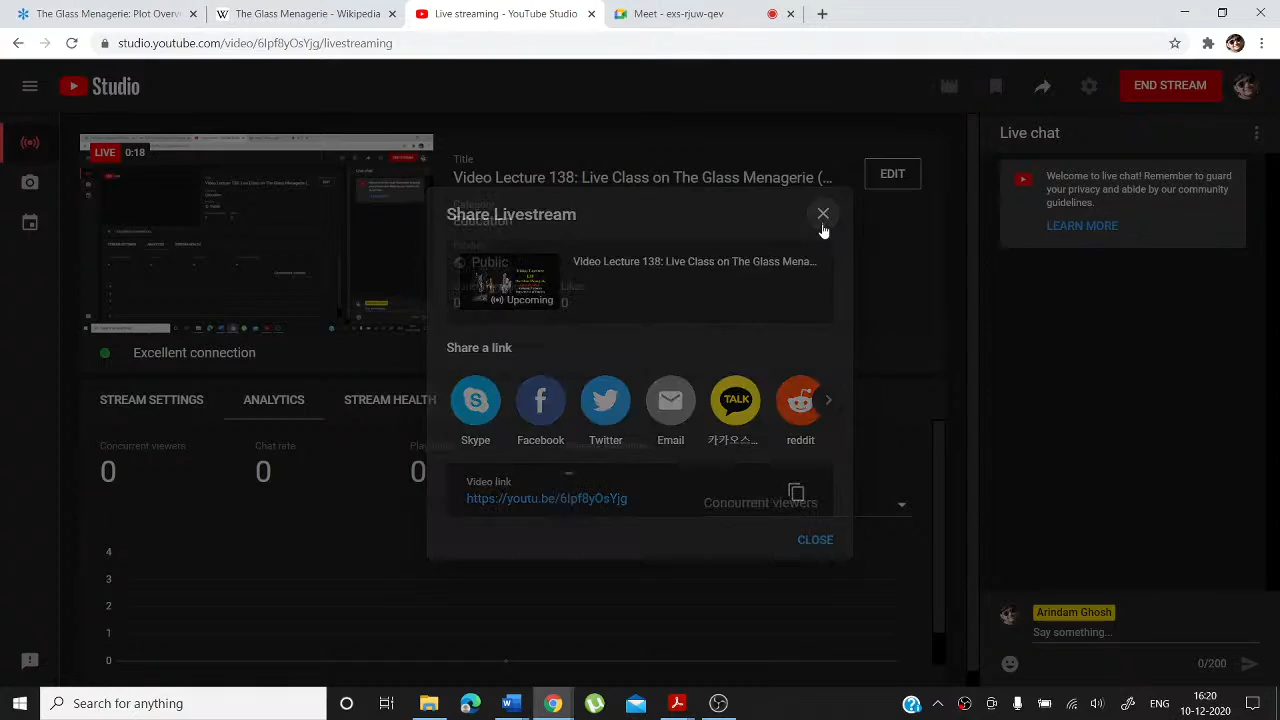 The Glass Menagerie: Plot Overvi
The Glass Menagerie - Wikipedia
Live streaming - YouTube Studio
Meet - exs-rjuw-qev
studio.youtube.com/video/6lpf8yOsYjg/livestreaming
Studio
END STREAM
LIVE 0:18
Title
Video Lecture 138: Live Class on The Glass Menagerie (...
EDIT
Category
Education
Share Livestream
Public
Video Lecture 138: Live Class on The Glass Mena...
Upcoming
0
0
Excellent connection
Share a link
STREAM SETTINGS
ANALYTICS
STREAM HEALTH
Skype
Facebook
Twitter
Email
TALK
카카오스...
reddit
Concurrent viewers
0
Chat rate
0
0
Video link
https://youtu.be/6lpf8yOsYjg
Concurrent viewers
CLOSE
4
3
2
1
0
Live chat
Welcome to live chat! Remember to guard
your privacy and abide by our community
guidelines.
LEARN MORE
Arindam Ghosh
Say something...
0/200
Search for anything
ENG
16:20
10-12-2020